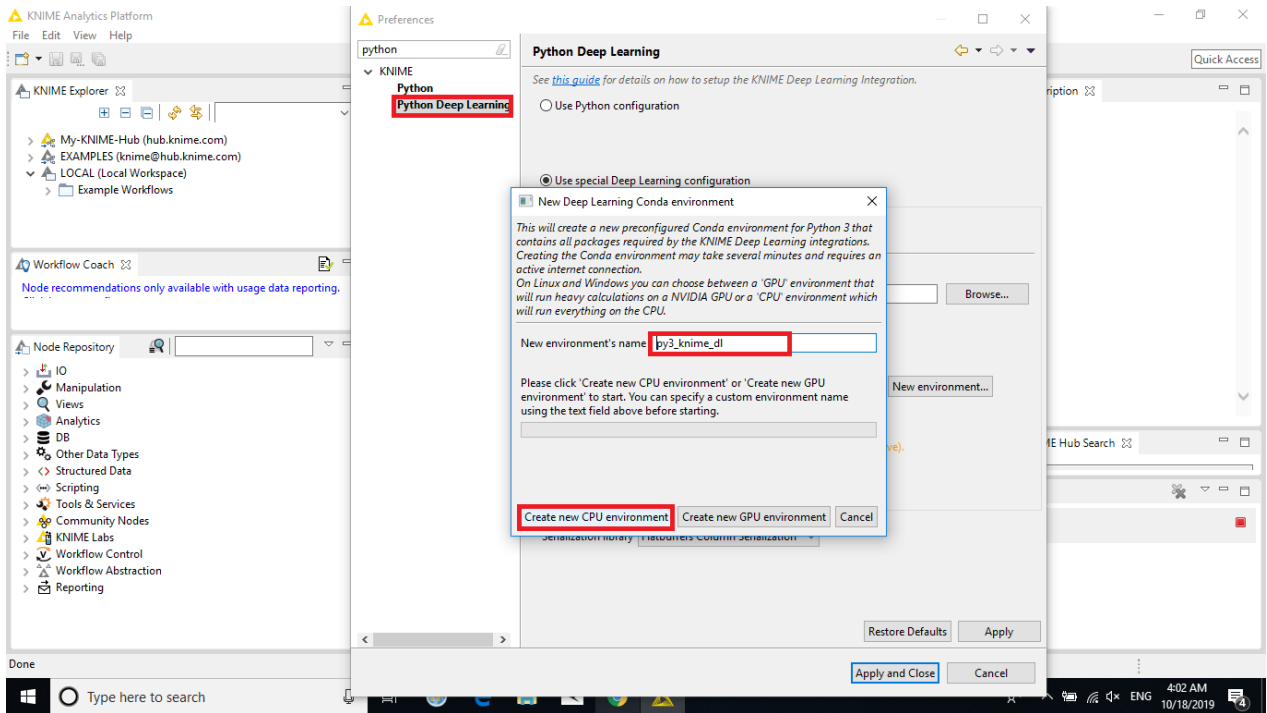 KNIME Analytics Platform
File Edit View Help
Quick Access
KNIME Explorer
My-KNIME-Hub (hub.knime.com)
EXAMPLES (knime@hub.knime.com)
LOCAL (Local Workspace)
Example Workflows
Workflow Coach
Node recommendations only available with usage data reporting.
Node Repository
IO
Manipulation
Views
Analytics
DB
Other Data Types
Structured Data
Scripting
Tools & Services
Community Nodes
KNIME Labs
Workflow Control
Workflow Abstraction
Reporting
Done
Preferences
python
KNIME
Python
Python Deep Learning
Python Deep Learning
See this guide for details on how to setup the KNIME Deep Learning Integration.
Use Python configuration
Use special Deep Learning configuration
New Deep Learning Conda environment
This will create a new preconfigured Conda environment for Python 3 that
contains all packages required by the KNIME Deep Learning integrations.
Creating the Conda environment may take several minutes and requires an
active internet connection.
On Linux and Windows you can choose between a 'GPU' environment that
will run heavy calculations on a NVIDIA GPU or a 'CPU' environment which
will run everything on the CPU.
New environment's name
py3_knime_dl
Please click 'Create new CPU environment' or 'Create new GPU
environment' to start. You can specify a custom environment name
using the text field above before starting.
Create new CPU environment Create new GPU environment Cancel
Browse...
New environment...
ve).
Serialization library Flatbuffers Column Serialization
Restore Defaults Apply
Apply and Close Cancel
ription
IE Hub Search
Type here to search
ENG
4:02 AM
10/18/2019
4